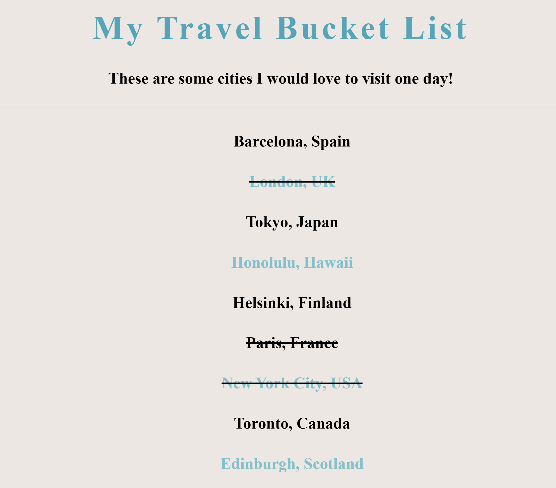 My Travel Bucket List
These are some cities I would love to visit one day!
Barcelona, Spain
London, UK
Tokyo, Japan
Honolulu, Hawaii
Helsinki, Finland
Paris, France
New York City, USA
Toronto, Canada
Edinburgh, Scotland